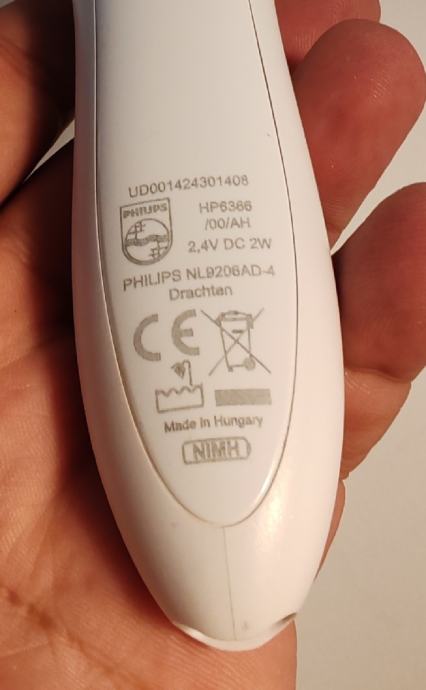 UD001424301408
PHILIPS
HP6366
/00/AH
2,4V DC 2W
PHILIPS NL9206AD-4
Drachten
CE
Made in Hungary
NIMH